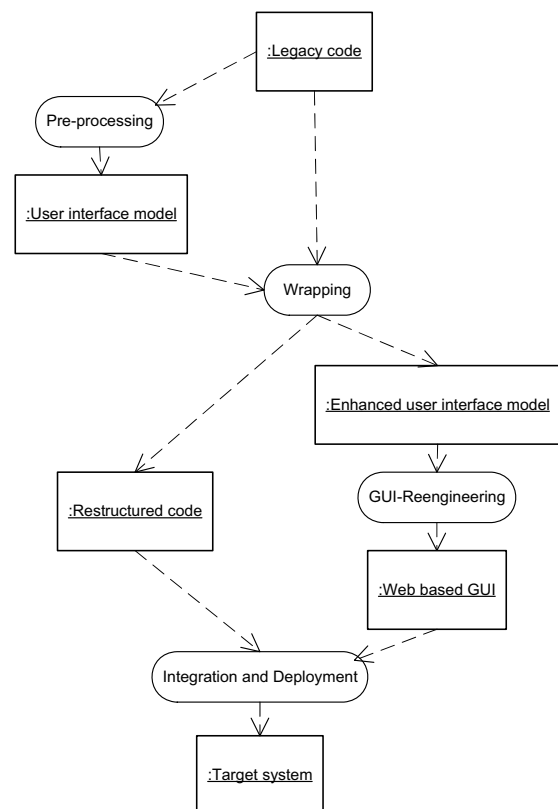 :Legacy code
Pre-processing
:User interface model
Wrapping
:Enhanced user interface model
GUI-Reengineering
:Restructured code
:Web based GUI
Integration and Deployment
:Target system